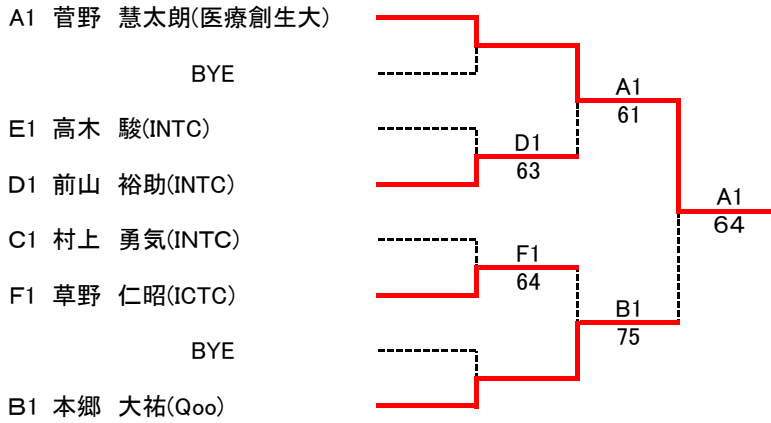 A1 菅野 慧太朗(医療創生大)
BYE
E1 高木 駿(INTC)
D1 前山 裕助(INTC)
C1 村上 勇気(INTC)
F1 草野 仁昭(ICTC)
BYE
B1 本郷 大祐(Qoo)
D1
63
F1
64
A1
61
B1
75
A1
64